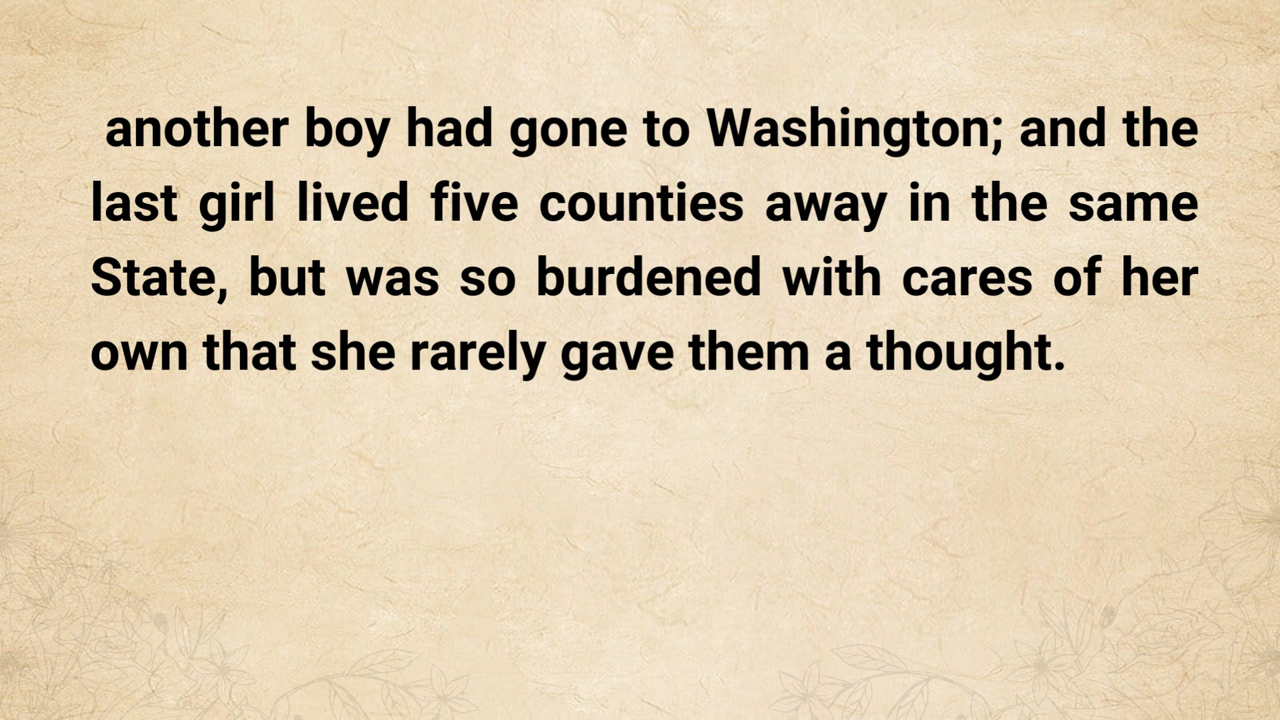 another boy had gone to Washington; and the
last girl lived five counties away in the same
State, but was so burdened with cares of her
own that she rarely gave them a thought.